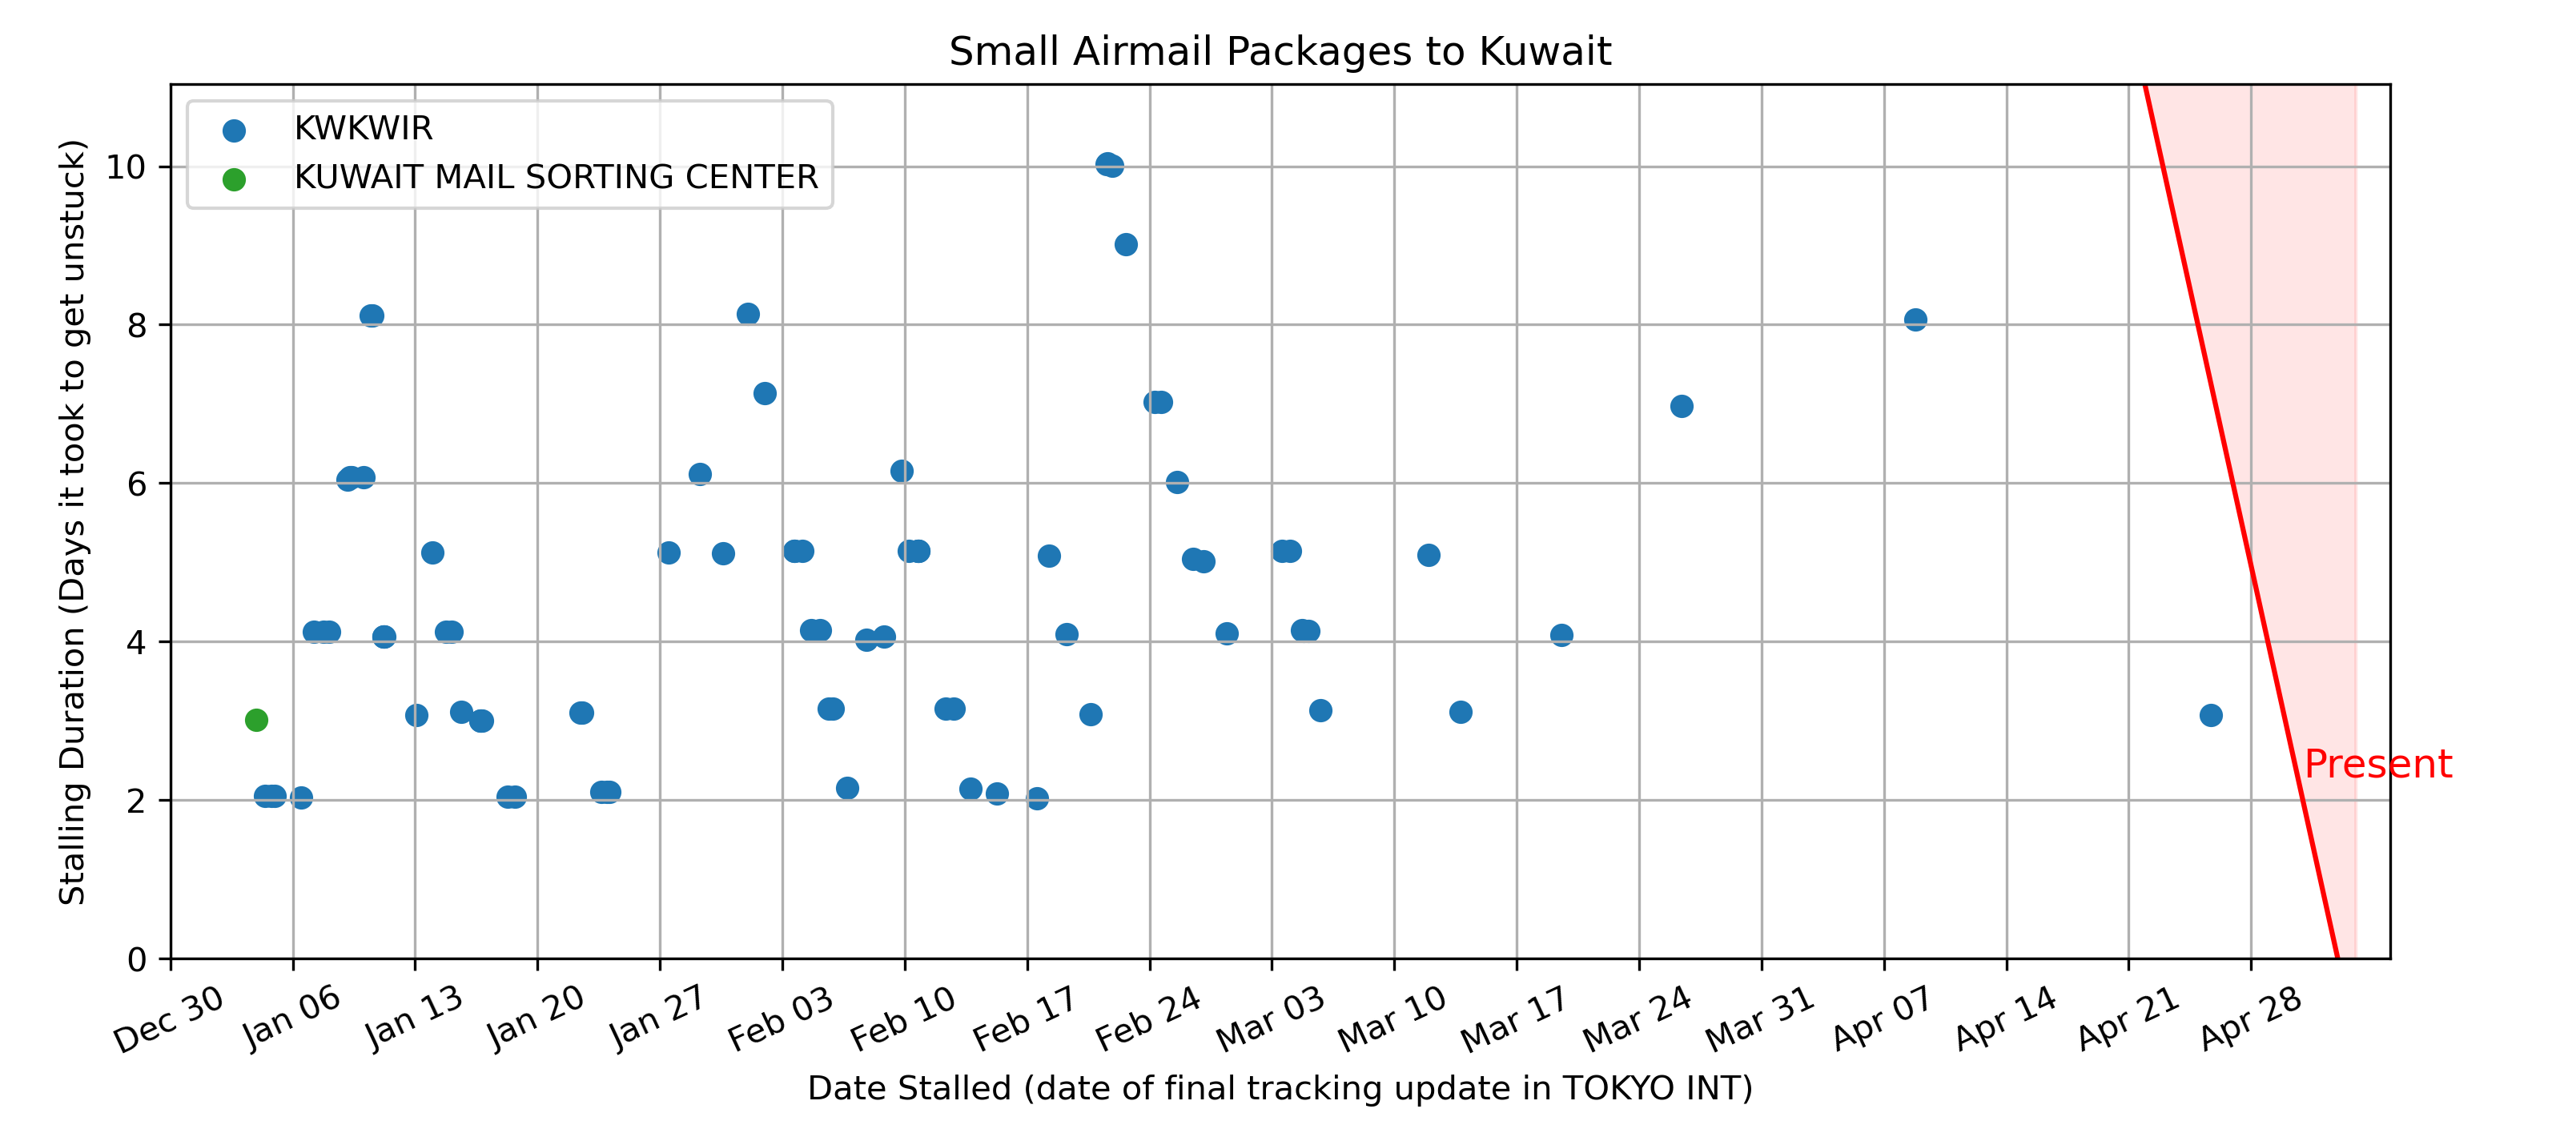 Small Airmail Packages to Kuwait
KWKWIR
KUWAIT MAIL SORTING CENTER
Stalling Duration (Days it took to get unstuck)
10
8
6
4
2
0
Present
Dec 30
Jan 06
Jan 13
Jan 20
Jan 27
Feb 03
Feb 10
Feb 17
Feb 24
Mar 03
Mar 10
Mar 17
Mar 24
Mar 31
Apr 07
Apr 14
Apr 21
Apr 28
Date Stalled (date of final tracking update in TOKYO INT)